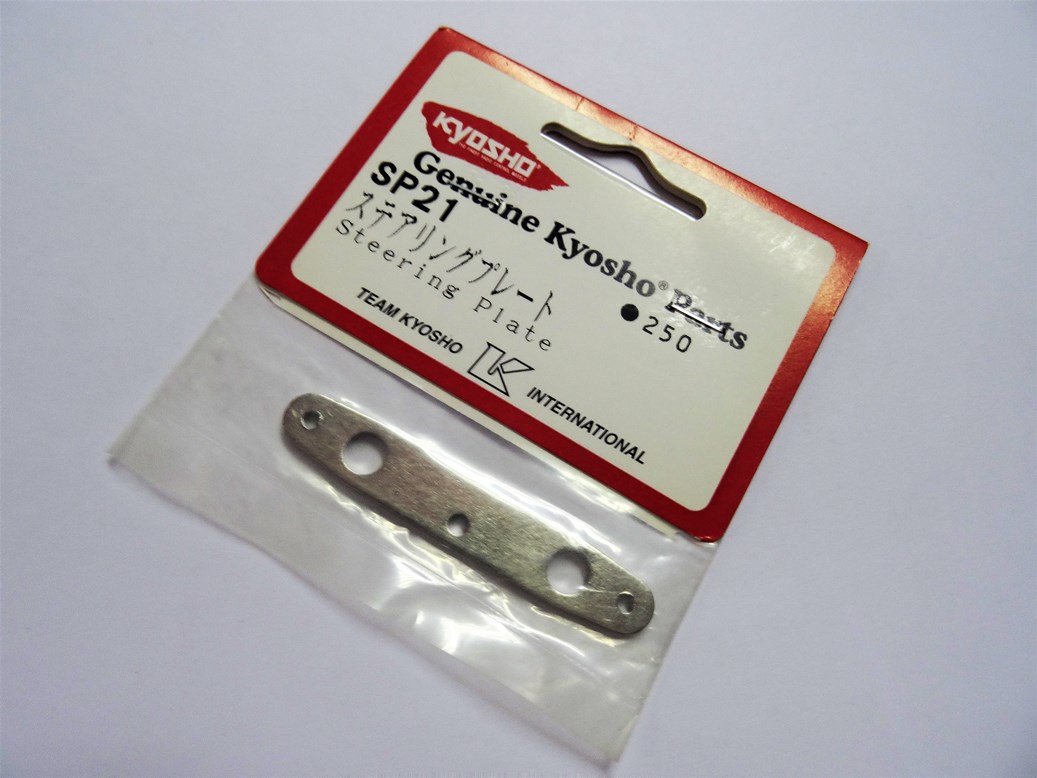 KYOSHO
Genuine Kyosho® Parts
SP21
ステアリングプレート
Steering Plate
●250
TEAM KYOSHO K INTERNATIONAL